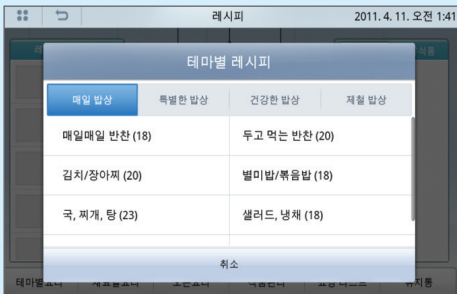 레시피 2011. 4. 11. 오전 1:41
식품
테마별 레시피
매일 밥상 특별한 밥상 건강한 밥상 제철 밥상
매일매일 반찬 (18) 두고 먹는 반찬 (20)
김치/장아찌 (20) 별미밥/볶음밥 (18)
국, 찌개, 탕 (23) 샐러드, 냉채 (18)
취소